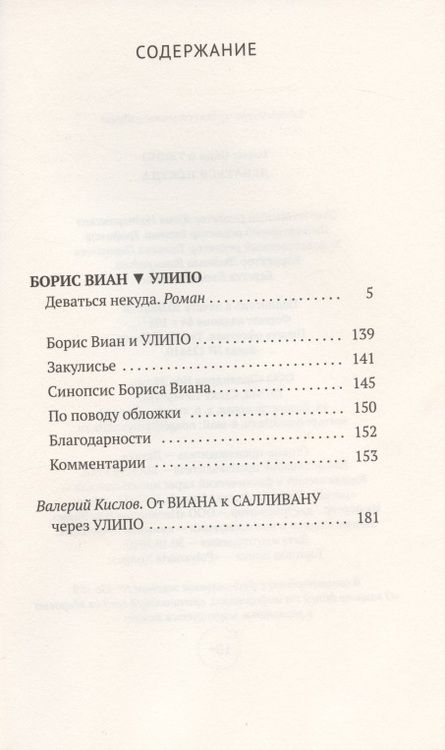 СОДЕРЖАНИЕ
БОРИС ВИАН ▼ УЛИПО
Деваться некуда. Роман ........................ 5
Борис Виан и УЛИПО ........................ 139
Закулисье ........................ 141
Синопсис Бориса Виана ........................ 145
По поводу обложки ........................ 150
Благодарности ........................ 152
Комментарии ........................ 153
Валерий Кислов. От ВИАНА к САЛЛИВАНУ
через УЛИПО ........................ 181